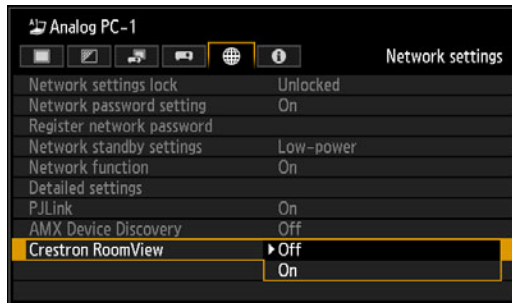 Analog PC-1
Network settings
Network settings lock Unlocked
Network password setting On
Register network password
Network standby settings Low-power
Network function On
Detailed settings
PJLink On
AMX Device Discovery Off
Crestron RoomView Off
On